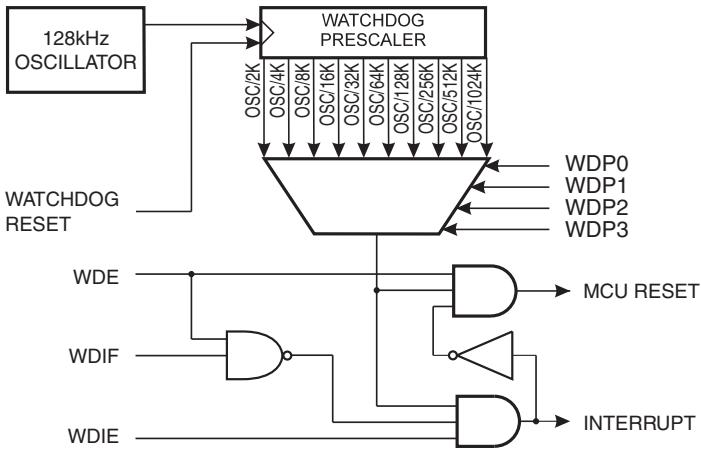 128kHz
OSCILLATOR
WATCHDOG
PRESCALER
OSC/2K
OSC/4K
OSC/8K
OSC/16K
OSC/32K
OSC/64K
OSC/128K
OSC/256K
OSC/512K
OSC/1024K
WATCHDOG
RESET
WDP0
WDP1
WDP2
WDP3
WDE
MCU RESET
WDIF
INTERRUPT
WDIE